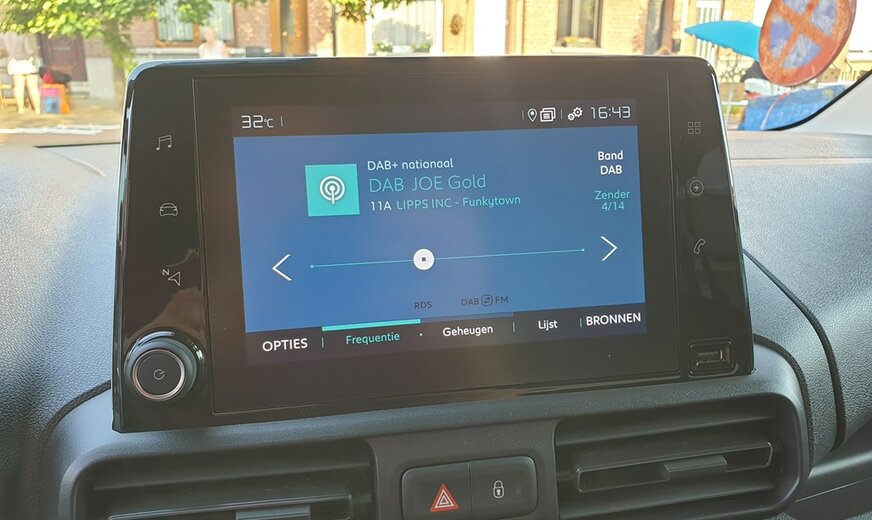 32°C
16:43
DAB+ nationaal
DAB JOE Gold
11A LIPPS INC - Funkytown
Band
DAB
Zender
4/14
N
RDS
DAB FM
OPTIES
Frequentie
Geheugen
Lijst
BRONNEN